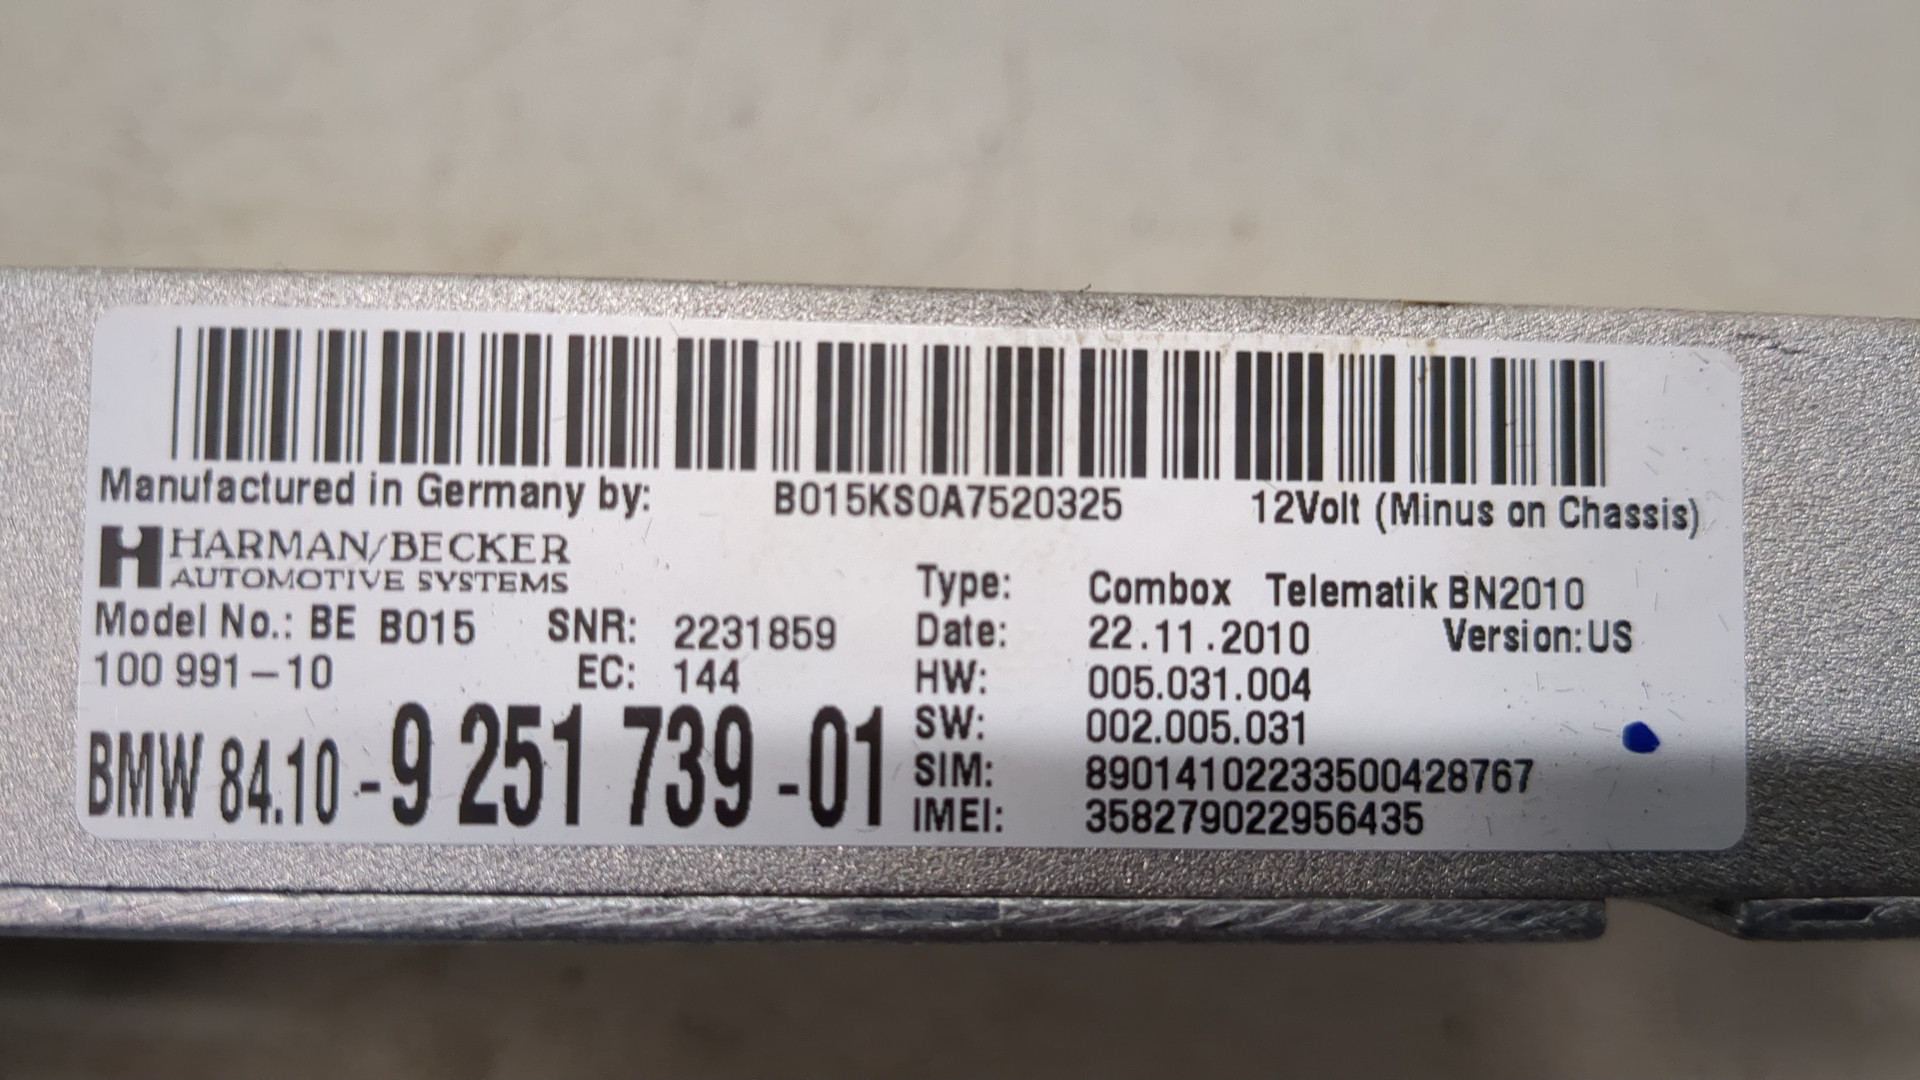 Manufactured in Germany by: B015KS0A7520325 12Volt (Minus on Chassis)
HARMAN/BECKER
AUTOMOTIVE SYSTEMS
Model No.: BE B015 SNR: 2231859
100 991-10 EC: 144
BMW 84.10 - 9 251 739 - 01
Type: Combox Telematik BN2010
Date: 22.11.2010 Version: US
HW: 005.031.004
SW: 002.005.031
SIM: 89014102233500428767
IMEI: 358279022956435